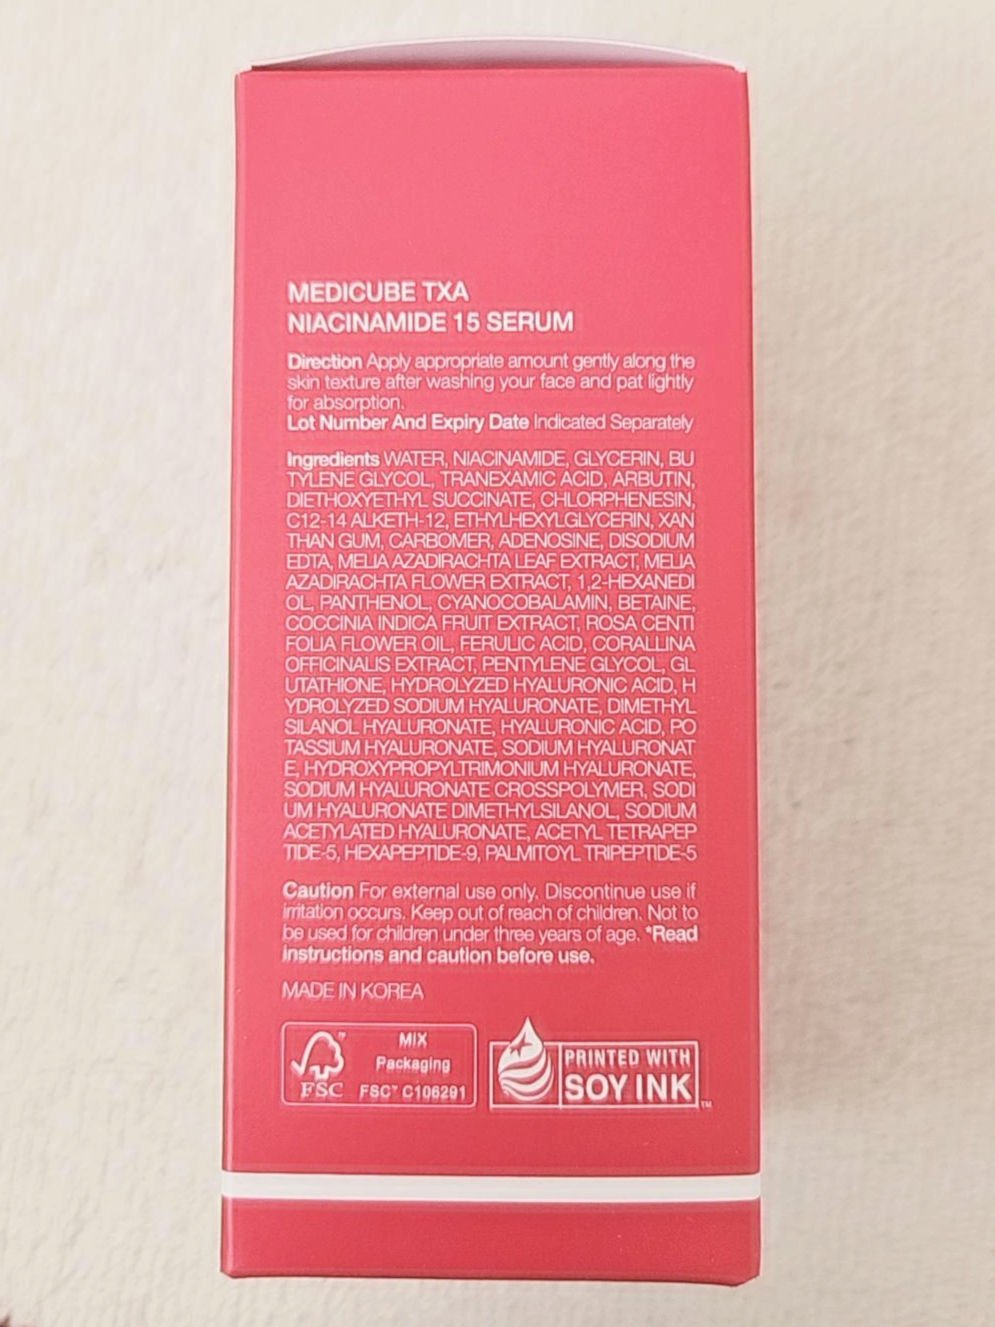 MEDICUBE TXA
NIACINAMIDE 15 SERUM
Direction Apply appropriate amount gently along the
skin texture after washing your face and pat lightly
for absorption.
Lot Number And Expiry Date Indicated Separately
Ingredients WATER, NIACINAMIDE, GLYCERIN, BU
TYLENE GLYCOL, TRANEXAMIC ACID, ARBUTIN,
DIETHOXYETHYL SUCCINATE, CHLORPHENESIN,
C12-14 ALKETH-12, ETHYLHEXYLGLYCERIN, XAN
THAN GUM, CARBOMER, ADENOSINE, DISODIUM
EDTA, MELIA AZADIRACHTA LEAF EXTRACT, MELIA
AZADIRACHTA FLOWER EXTRACT, 1,2-HEXANEDI
OL, PANTHENOL, CYANOCOBALAMIN, BETAINE,
COCCINIA INDICA FRUIT EXTRACT, ROSA CENTI
FOLIA FLOWER OIL, FERULIC ACID, CORALLINA
OFFICINALIS EXTRACT, PENTYLENE GLYCOL, GL
UTATHIONE, HYDROLYZED HYALURONIC ACID, H
YDROLYZED SODIUM HYALURONATE, DIMETHYL
SILANOL HYALURONATE, HYALURONIC ACID, PO
TASSIUM HYALURONATE, SODIUM HYALURONAT
E, HYDROXYPROPYLTRIMONIUM HYALURONATE,
SODIUM HYALURONATE CROSSPOLYMER, SODI
UM HYALURONATE DIMETHYLSILANOL, SODIUM
ACETYLATED HYALURONATE, ACETYL TETRAPEP
TIDE-5, HEXAPEPTIDE-9, PALMITOYL TRIPEPTIDE-5
Caution For external use only. Discontinue use if
irritation occurs. Keep out of reach of children. Not to
be used for children under three years of age. *Read
instructions and caution before use.
MADE IN KOREA
MIX
Packaging
FSC™ C106291
™
FSC
PRINTED WITH
SOY INK
™